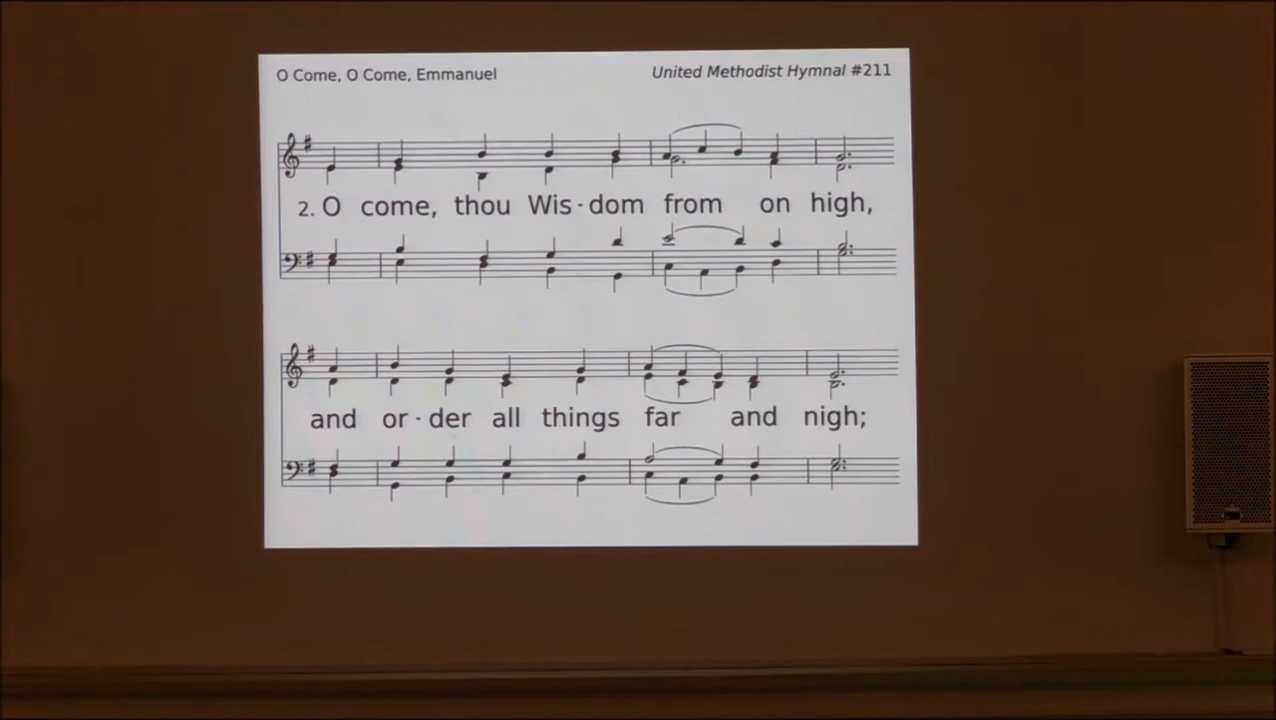 O Come, O Come, Emmanuel
United Methodist Hymnal #211
2. O come, thou Wis - dom from on high,
and or - der all things far and nigh;